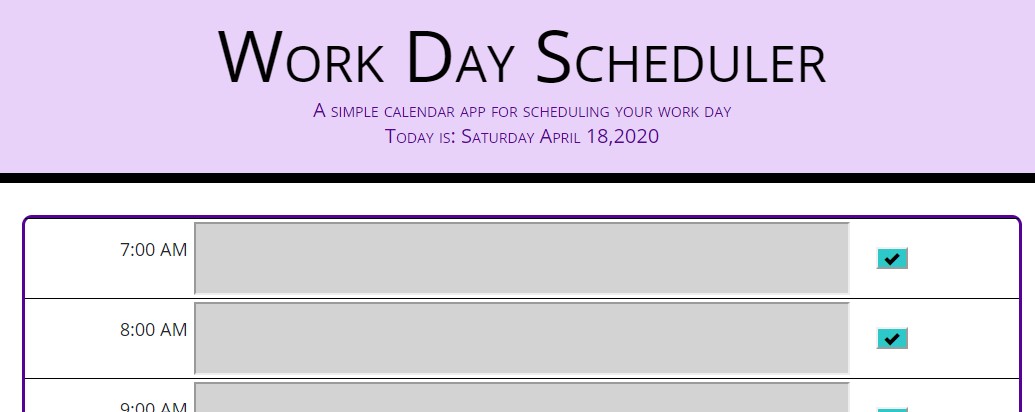 Work Day Scheduler
A simple calendar app for scheduling your work day
Today is: Saturday April 18,2020
7:00 AM
8:00 AM
9:00 AM